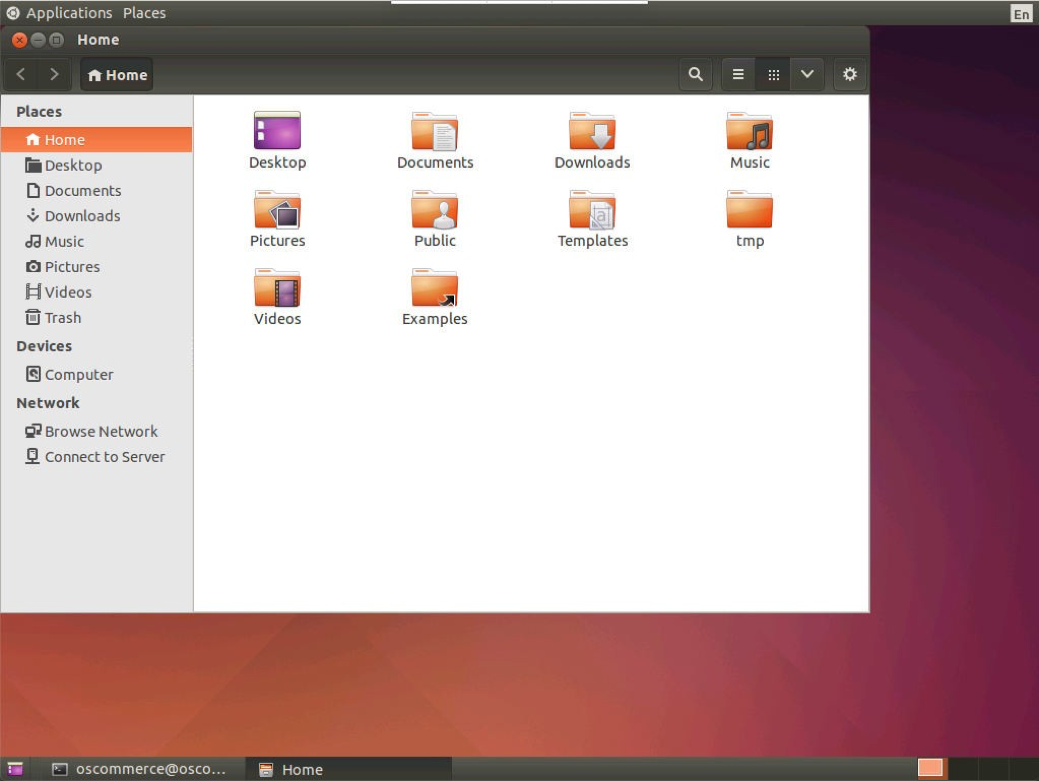 Applications Places
En
Home
Home
Places
Home
Desktop
Documents
Downloads
Music
Pictures
Videos
Trash
Devices
Computer
Network
Browse Network
Connect to Server
Desktop Documents Downloads Music
Pictures Public Templates tmp
Videos Examples
oscommerce@osco... Home